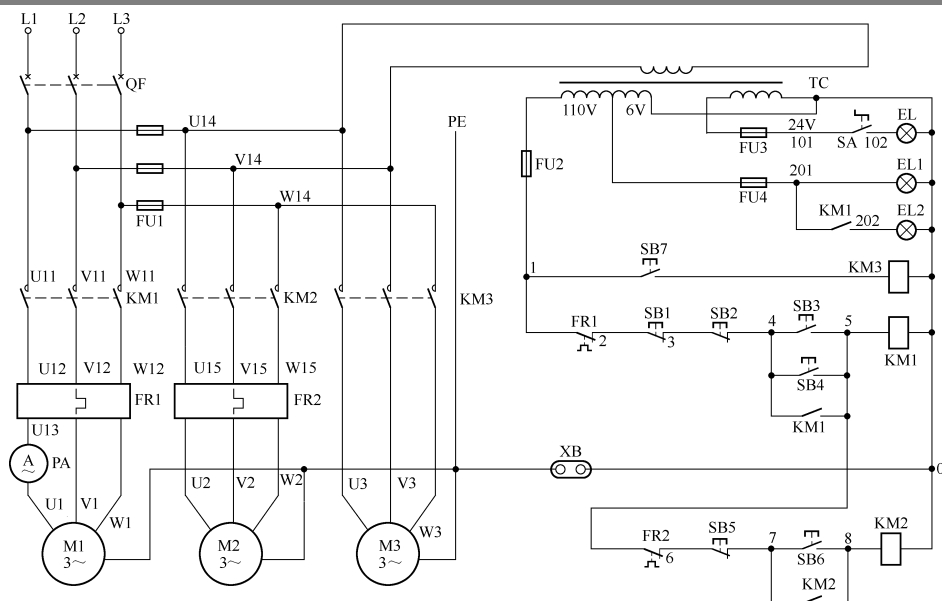 L1 L2 L3
QF
TC
110V 6V
U14
PE
24V EL
FU3 101 SA 102
V14
FU2
201 EL1
FU4
W14
FU1
KM1 202 EL2
SB7
1 KM3
U11 V11 W11
KM1 KM2 KM3
FR1 SB1 SB2 4 SB3 5
2 3
KM1
U12 V12 W12 U15 V15 W15
SB4
FR1 FR2
KM1
U13
A
~ PA
XB
0
U1 V1 W1 U2 V2 W2 U3 V3 W3
FR2 SB5 7 SB6 8 KM2
6
M1
3~
M2
3~
M3
3~
KM2